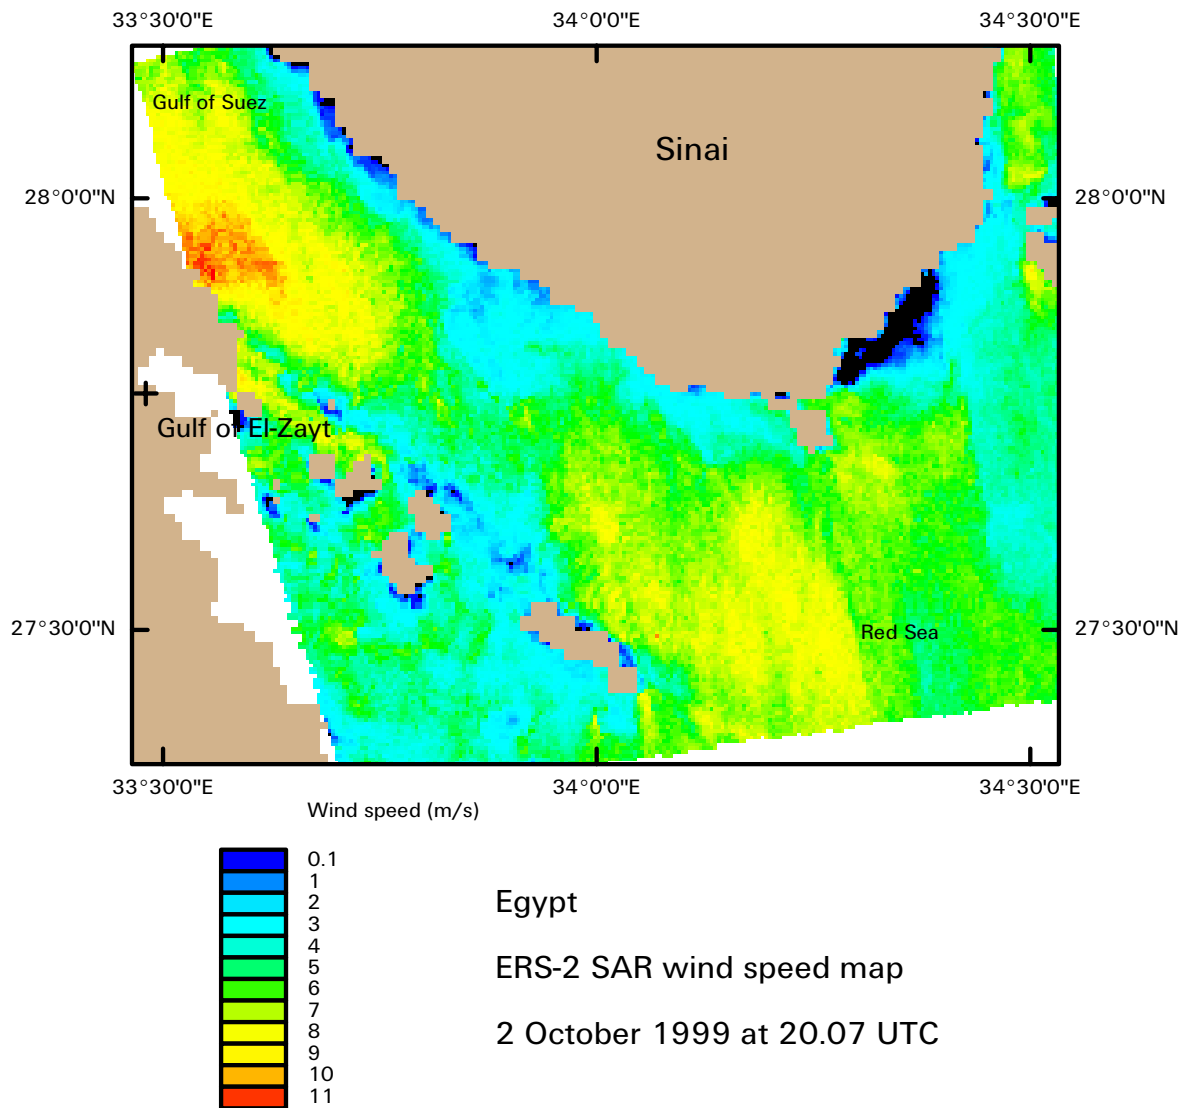 33°30'0"E 34°0'0"E 34°30'0"E
Gulf of Suez
Sinai
28°0'0"N 28°0'0"N
Gulf of El-Zayt
27°30'0"N Red Sea 27°30'0"N
33°30'0"E 34°0'0"E 34°30'0"E
Wind speed (m/s)
0.1
1
2
3
4
5
6
7
8
9
10
11
Egypt
ERS-2 SAR wind speed map
2 October 1999 at 20.07 UTC